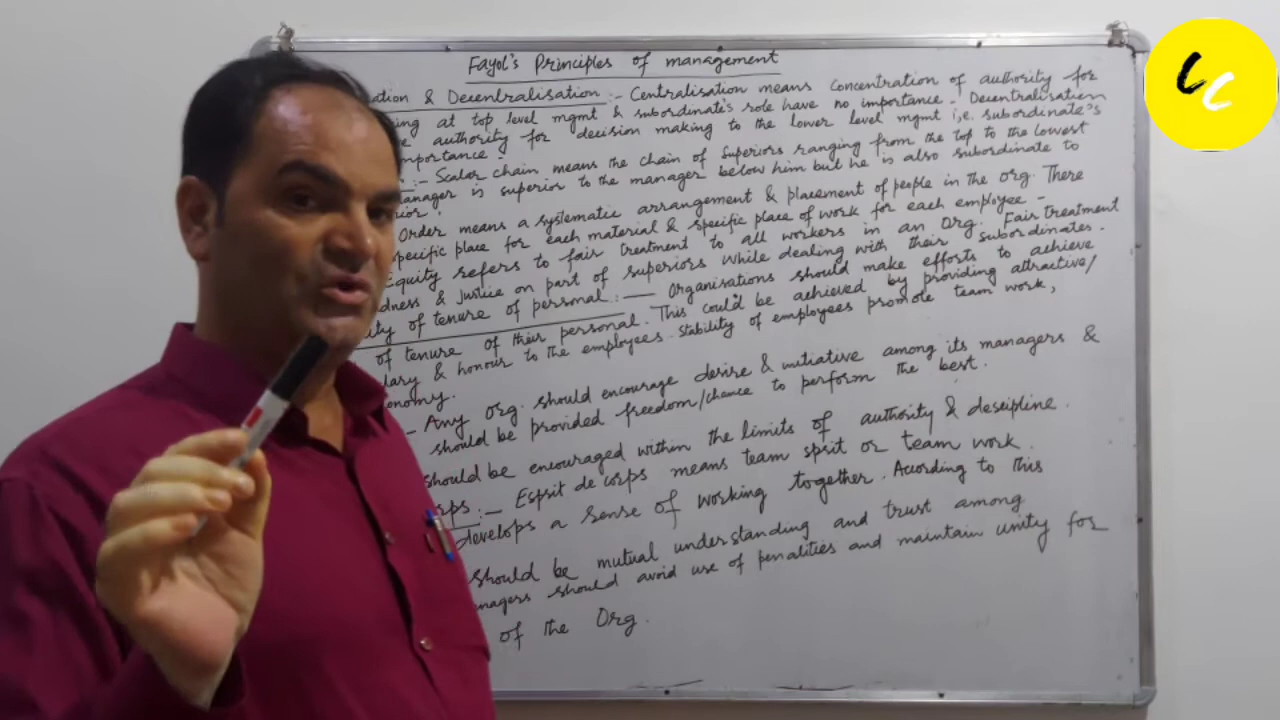 Fayol's Principles of management
ation & Decentralisation :- Centralisation means concentration of authority for
ing at top level mgmt & subordinate's role have no importance. Decentralisation
e authority for decision making to the lower level mgmt i,e. subordinate's
mportance.
:- Scalar chain means the chain of superiors ranging from the top to the lowest
anager is superior to the manager below him but he is also subordinate to
rior.
Order means a systematic arrangement & placement of people in the org. There
specific place for each material & specific place of work for each employee -
Equity refers to fair treatment to all workers in an org. Fair treatment
dness & justice on part of superiors while dealing with their subordinates.
ity of tenure of personal :— Organisations should make efforts to achieve
of tenure of their personal. This could be achieved by providing attractive/
lary & honour to the employees. Stability of employees promote team work,
onomy.
- Any org. should encourage desire & initiative among its managers &
should be provided freedom/chance to perform the best.
should be encouraged within the limits of authority & descipline.
rps :- Esprit de corps means team spirit or team work.
develops a sense of working together. According to this
should be mutual understanding and trust among
nagers should avoid use of penalities and maintain unity for
of the Org.
CC